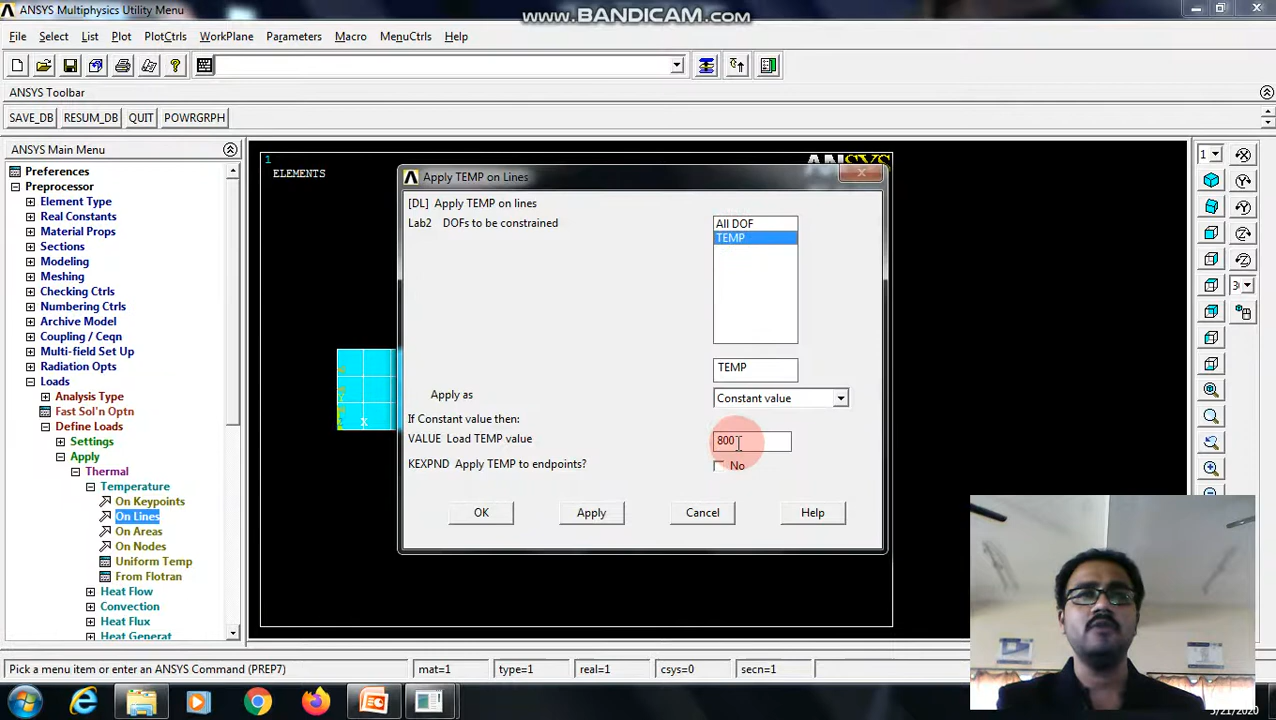 ANSYS Multiphysics Utility Menu
www.BANDICAM.com
File Select List Plot PlotCtrls WorkPlane Parameters Macro MenuCtrls Help
ANSYS Toolbar
SAVE_DB RESUM_DB QUIT POWRGRPH
ANSYS Main Menu
Preferences
Preprocessor
Element Type
Real Constants
Material Props
Sections
Modeling
Meshing
Checking Ctrls
Numbering Ctrls
Archive Model
Coupling / Ceqn
Multi-field Set Up
Radiation Opts
Loads
Analysis Type
Fast Sol'n Optn
Define Loads
Settings
Apply
Thermal
Temperature
On Keypoints
On Lines
On Areas
On Nodes
Uniform Temp
From Flotran
Heat Flow
Convection
Heat Flux
Heat Generat
1
ELEMENTS
ANSYS
X
Apply TEMP on Lines
[DL] Apply TEMP on lines
Lab2 DOFs to be constrained
All DOF
TEMP
TEMP
Apply as
Constant value
If Constant value then:
VALUE Load TEMP value
800
KEXPND Apply TEMP to endpoints?
No
OK Apply Cancel Help
1
Pick a menu item or enter an ANSYS Command (PREP7)
mat=1 type=1 real=1 csys=0 secn=1